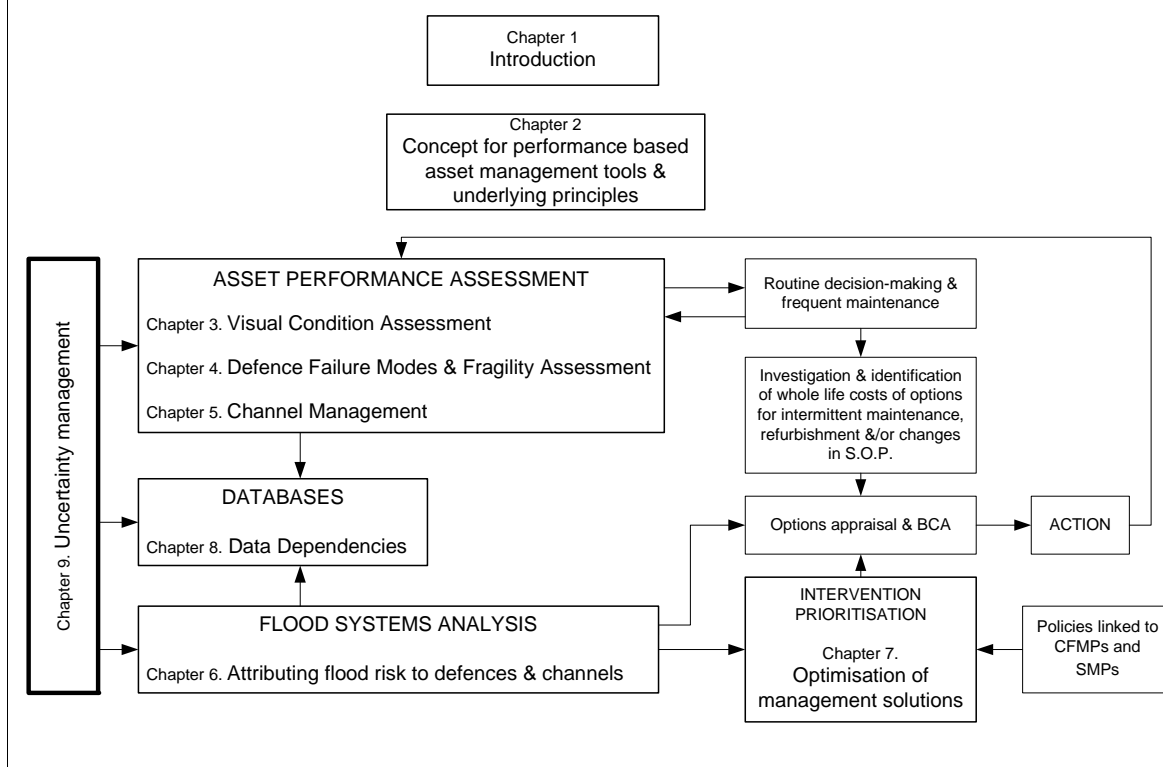 Chapter 1
Introduction
Chapter 2
Concept for performance based
asset management tools &
underlying principles
Chapter 9. Uncertainty management
ASSET PERFORMANCE ASSESSMENT
Chapter 3. Visual Condition Assessment
Chapter 4. Defence Failure Modes & Fragility Assessment
Chapter 5. Channel Management
Routine decision-making &
frequent maintenance
Investigation & identification
of whole life costs of options
for intermittent maintenance,
refurbishment &/or changes
in S.O.P.
DATABASES
Chapter 8. Data Dependencies
Options appraisal & BCA
ACTION
FLOOD SYSTEMS ANALYSIS
Chapter 6. Attributing flood risk to defences & channels
INTERVENTION
PRIORITISATION
Chapter 7.
Optimisation of
management solutions
Policies linked to
CFMPs and
SMPs